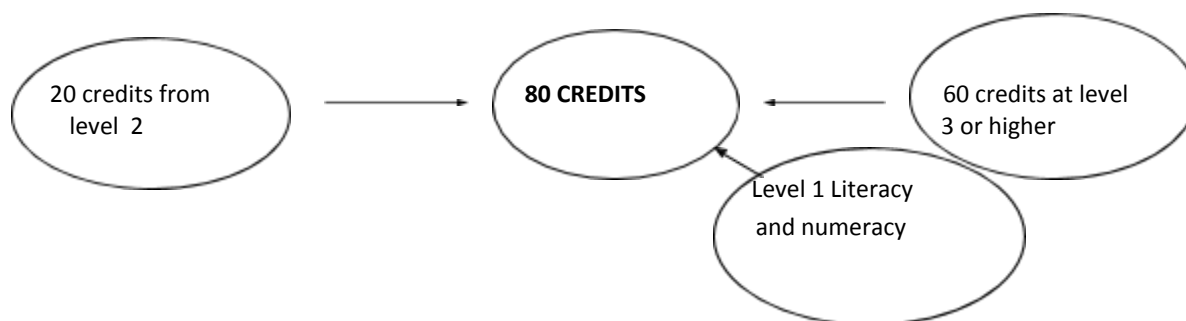 20 credits from
level 2
80 CREDITS
60 credits at level
3 or higher
Level 1 Literacy
and numeracy